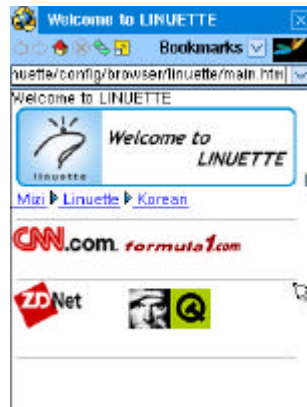 Welcome to LINUETTE
Bookmarks
nuette/config/browser/linuette/main.html
Welcome to LINUETTE
Welcome to
LINUETTE
linuette
Mizi Linuette Korean
CNN.com. formula1.com
ZDNet
Q